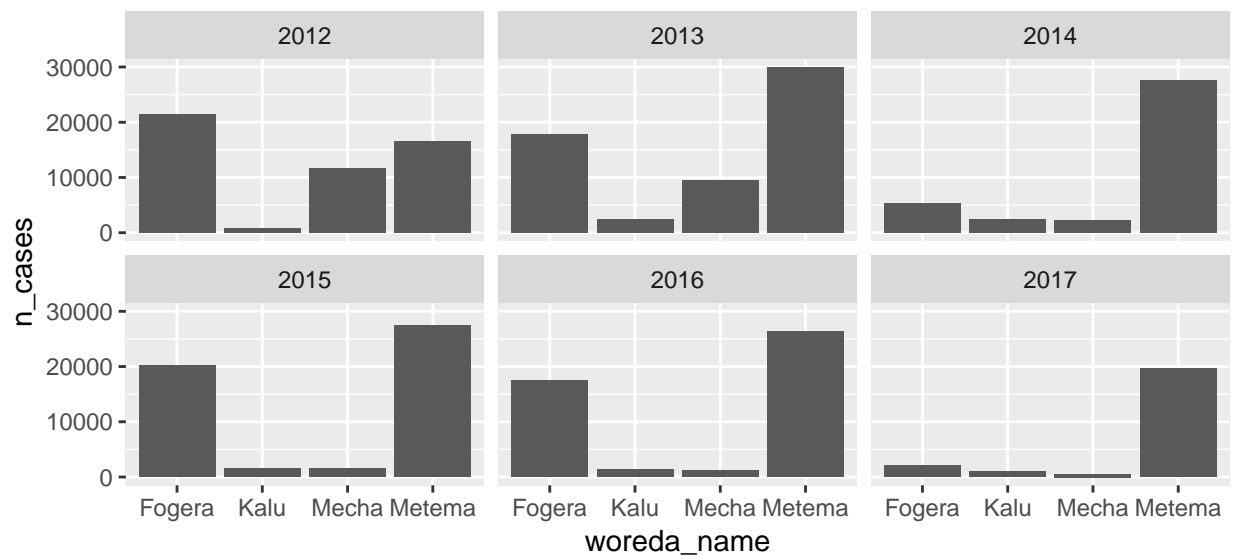 2012 2013 2014
30000
20000
10000
0
2015 2016 2017
30000
20000
10000
0
n_cases
Fogera Kalu Mecha Metema Fogera Kalu Mecha Metema Fogera Kalu Mecha Metema
woreda_name